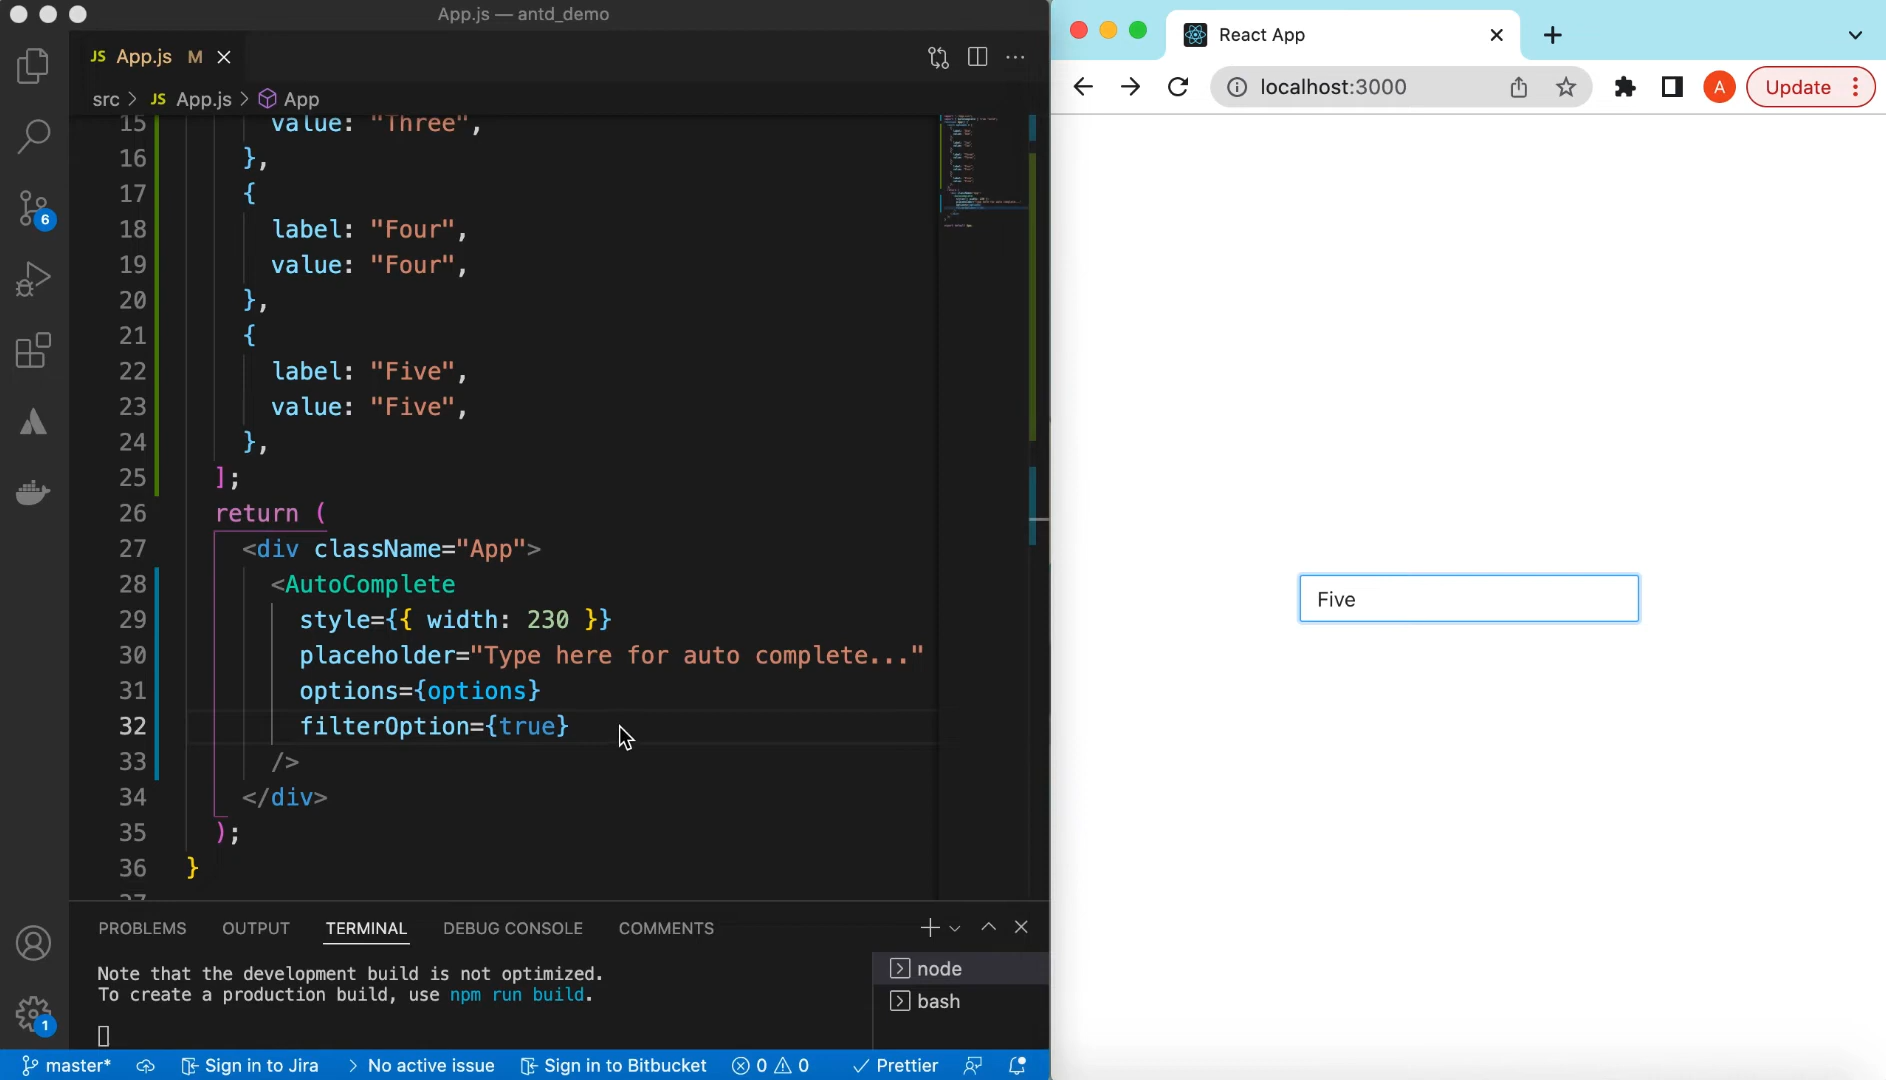 App.js — antd_demo
JS App.js M
src > JS App.js > App
15 value: "Three",
16 },
17 {
18 label: "Four",
19 value: "Four",
20 },
21 {
22 label: "Five",
23 value: "Five",
24 },
25 ];
26 return (
27 <div className="App">
28 <AutoComplete
29 style={{ width: 230 }}
30 placeholder="Type here for auto complete..."
31 options={options}
32 filterOption={true}
33 />
34 </div>
35 );
36 }
37
6
1
PROBLEMS OUTPUT TERMINAL DEBUG CONSOLE COMMENTS
Note that the development build is not optimized.
To create a production build, use npm run build.
node
bash
master* Sign in to Jira > No active issue Sign in to Bitbucket 0 0 Prettier
React App
localhost:3000 A Update
Five